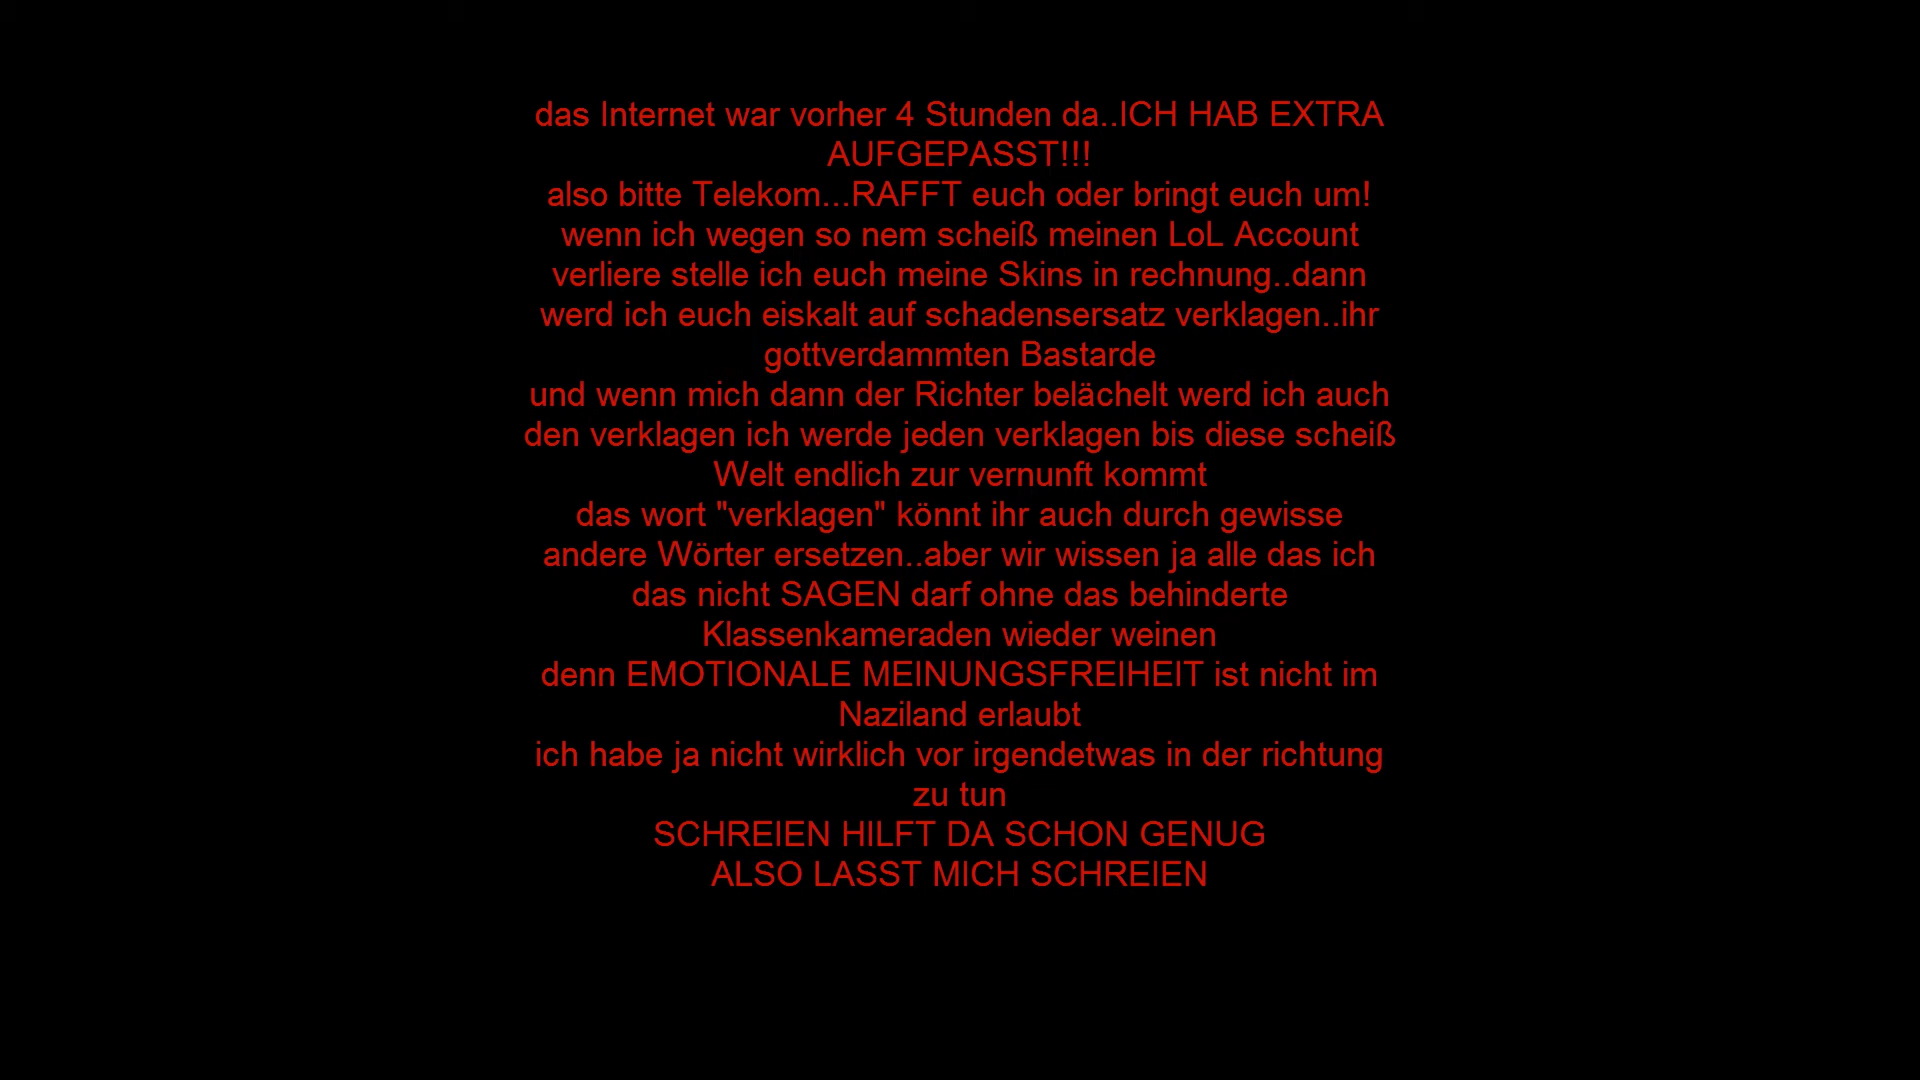 das Internet war vorher 4 Stunden da..ICH HAB EXTRA
AUFGEPASST!!!
also bitte Telekom...RAFFT euch oder bringt euch um!
wenn ich wegen so nem scheiß meinen LoL Account
verliere stelle ich euch meine Skins in rechnung..dann
werd ich euch eiskalt auf schadensersatz verklagen..ihr
gottverdammten Bastarde
und wenn mich dann der Richter belächelt werd ich auch
den verklagen ich werde jeden verklagen bis diese scheiß
Welt endlich zur vernunft kommt
das wort "verklagen" könnt ihr auch durch gewisse
andere Wörter ersetzen..aber wir wissen ja alle das ich
das nicht SAGEN darf ohne das behinderte
Klassenkameraden wieder weinen
denn EMOTIONALE MEINUNGSFREIHEIT ist nicht im
Naziland erlaubt
ich habe ja nicht wirklich vor irgendetwas in der richtung
zu tun
SCHREIEN HILFT DA SCHON GENUG
ALSO LASST MICH SCHREIEN